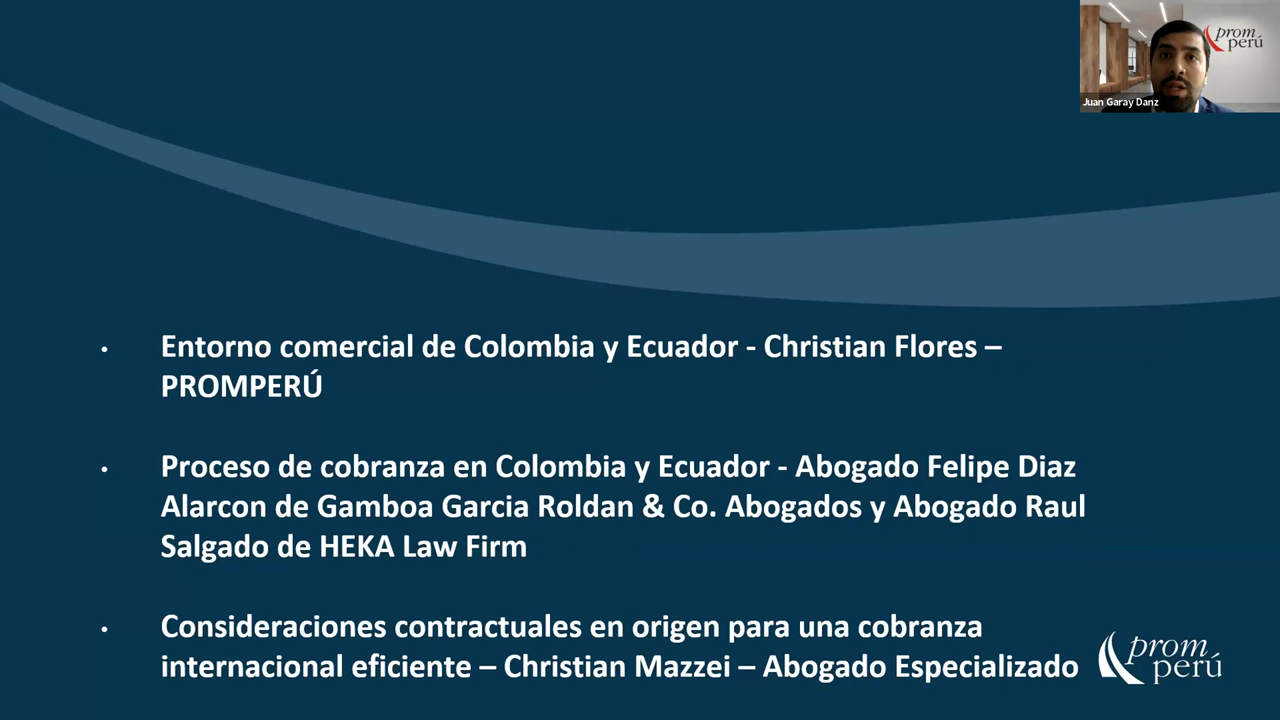 prom
perú
Juan Garay Danz
• Entorno comercial de Colombia y Ecuador - Christian Flores –
PROMPERÚ
• Proceso de cobranza en Colombia y Ecuador - Abogado Felipe Diaz
Alarcon de Gamboa Garcia Roldan & Co. Abogados y Abogado Raul
Salgado de HEKA Law Firm
• Consideraciones contractuales en origen para una cobranza
internacional eficiente – Christian Mazzei – Abogado Especializado
prom
perú